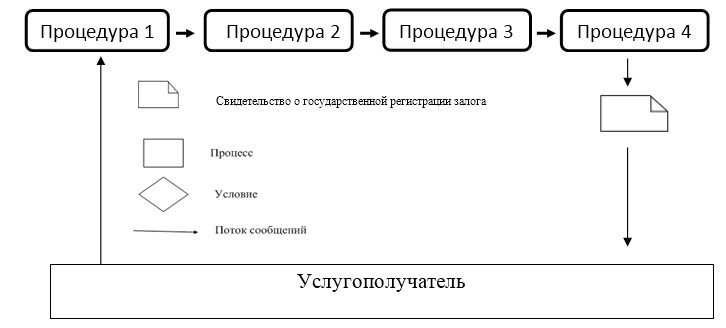 Процедура 1
Процедура 2
Процедура 3
Процедура 4
Свидетельство о государственной регистрации залога
Процесс
Условие
Поток сообщений
Услугополучатель